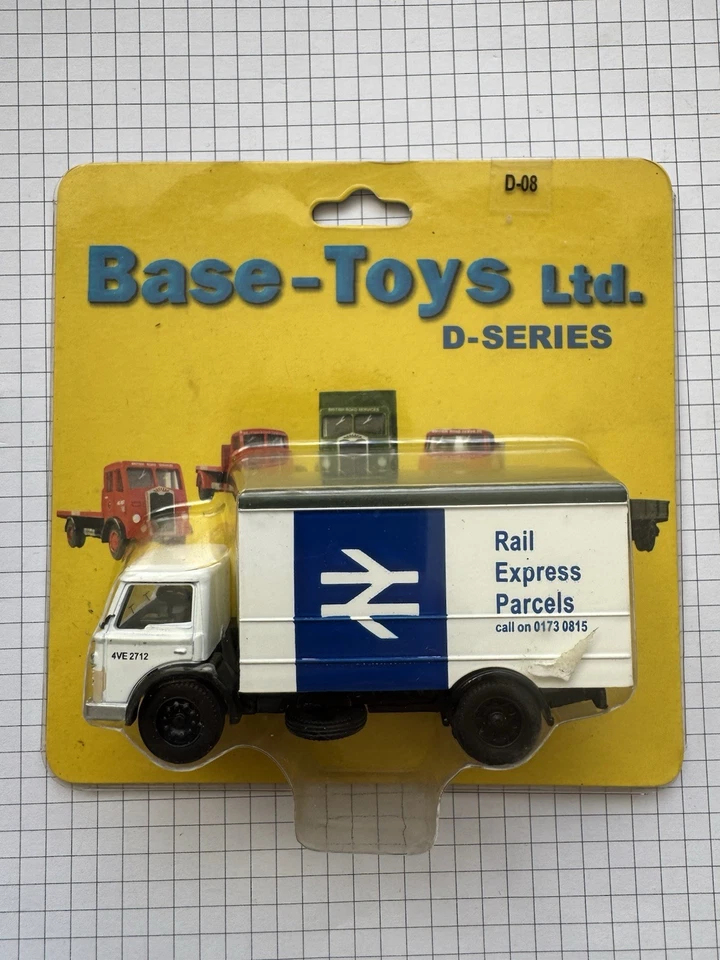 D-08
Base-Toys Ltd.
D-SERIES
Rail
Express
Parcels
call on 0173 0815
4VE 2712